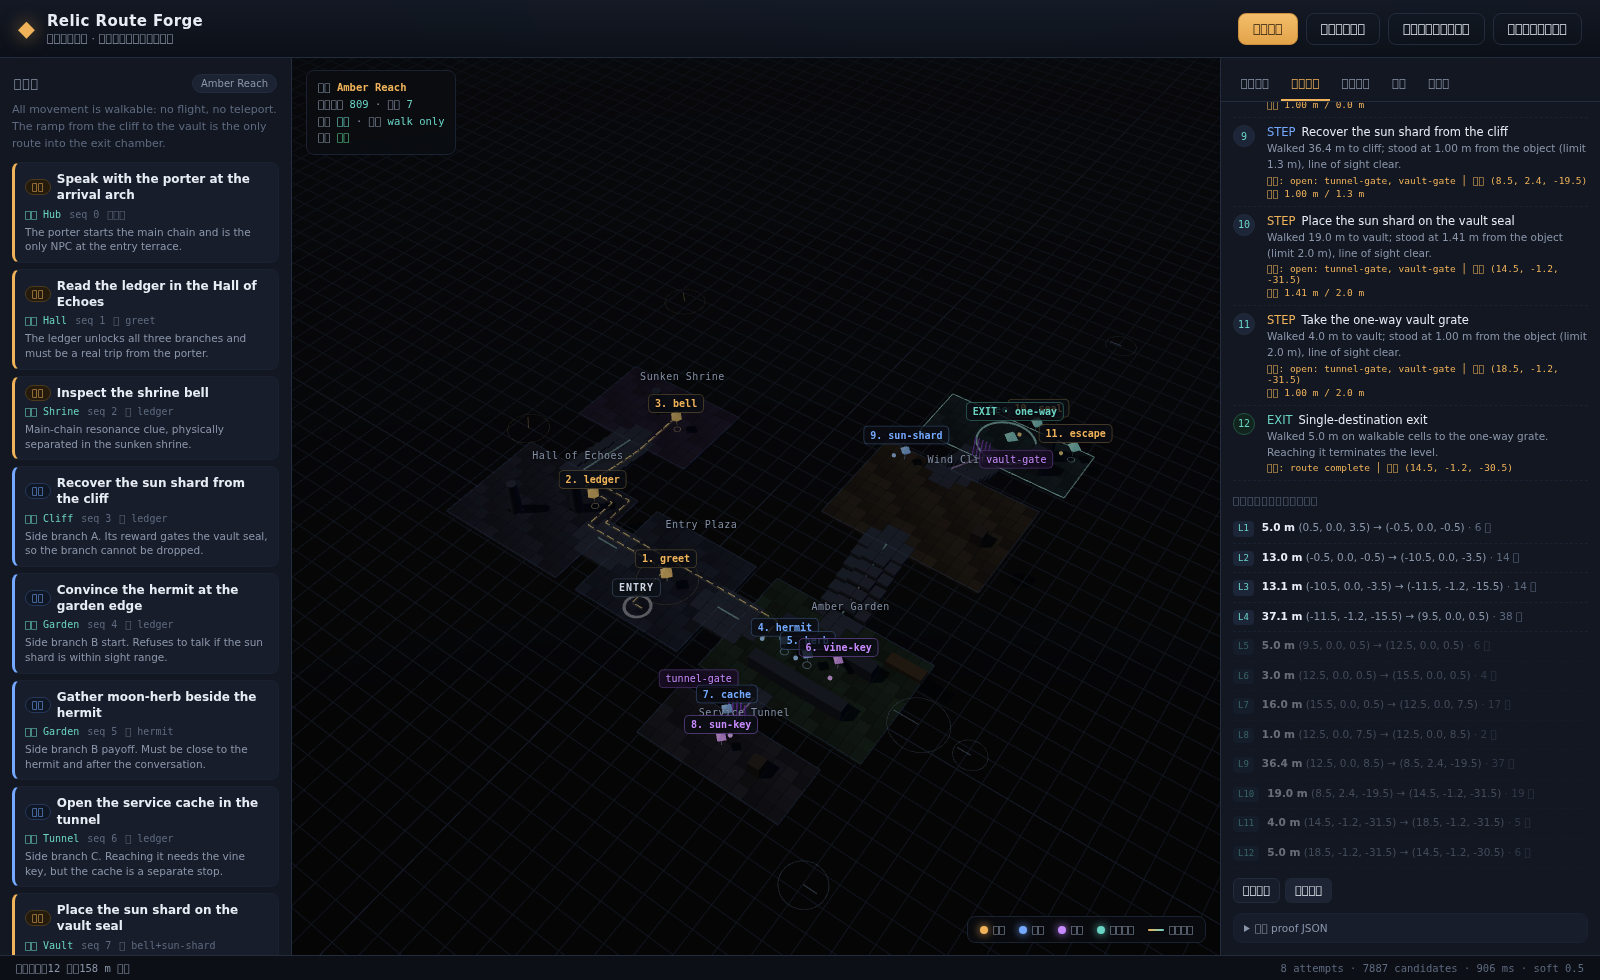 Relic Route Forge
Amber Reach
All movement is walkable: no flight, no teleport.
The ramp from the cliff to the vault is the only
route into the exit chamber.
Speak with the porter at the
arrival arch
Hub seq 0
The porter starts the main chain and is the
only NPC at the entry terrace.
Read the ledger in the Hall of
Echoes
Hall seq 1 greet
The ledger unlocks all three branches and
must be a real trip from the porter.
Inspect the shrine bell
Shrine seq 2 ledger
Main-chain resonance clue, physically
separated in the sunken shrine.
Recover the sun shard from
the cliff
Cliff seq 3 ledger
Side branch A. Its reward gates the vault seal,
so the branch cannot be dropped.
Convince the hermit at the
garden edge
Garden seq 4 ledger
Side branch B start. Refuses to talk if the sun
shard is within sight range.
Gather moon-herb beside the
hermit
Garden seq 5 hermit
Side branch B payoff. Must be close to the
hermit and after the conversation.
Open the service cache in the
tunnel
Tunnel seq 6 ledger
Side branch C. Reaching it needs the vine
key, but the cache is a separate stop.
Place the sun shard on the
vault seal
Vault seq 7 bell+sun-shard
Amber Reach
809 · 7
· walk only
Sunken Shrine
3. bell
Hall of Echoes
2. ledger
Entry Plaza
1. greet
ENTRY
EXIT · one-way
9. sun-shard
11. escape
Wind Cli
vault-gate
Amber Garden
4. hermit
5.
6. vine-key
tunnel-gate
7. cache
Service Tunnel
8. sun-key
1.00 m / 0.0 m
9 STEP Recover the sun shard from the cliff
Walked 36.4 m to cliff; stood at 1.00 m from the object (limit
1.3 m), line of sight clear.
: open: tunnel-gate, vault-gate | (8.5, 2.4, -19.5)
1.00 m / 1.3 m
10 STEP Place the sun shard on the vault seal
Walked 19.0 m to vault; stood at 1.41 m from the object
(limit 2.0 m), line of sight clear.
: open: tunnel-gate, vault-gate | (14.5, -1.2,
-31.5)
1.41 m / 2.0 m
11 STEP Take the one-way vault grate
Walked 4.0 m to vault; stood at 1.00 m from the object (limit
2.0 m), line of sight clear.
: open: tunnel-gate, vault-gate | (18.5, -1.2,
-31.5)
1.00 m / 2.0 m
12 EXIT Single-destination exit
Walked 5.0 m on walkable cells to the one-way grate.
Reaching it terminates the level.
: route complete | (14.5, -1.2, -30.5)
L1 5.0 m (0.5, 0.0, 3.5) → (-0.5, 0.0, -0.5) · 6
L2 13.0 m (-0.5, 0.0, -0.5) → (-10.5, 0.0, -3.5) · 14
L3 13.1 m (-10.5, 0.0, -3.5) → (-11.5, -1.2, -15.5) · 14
L4 37.1 m (-11.5, -1.2, -15.5) → (9.5, 0.0, 0.5) · 38
L5 5.0 m (9.5, 0.0, 0.5) → (12.5, 0.0, 0.5) · 6
L6 3.0 m (12.5, 0.0, 0.5) → (15.5, 0.0, 0.5) · 4
L7 16.0 m (15.5, 0.0, 0.5) → (12.5, 0.0, 7.5) · 17
L8 1.0 m (12.5, 0.0, 7.5) → (12.5, 0.0, 8.5) · 2
L9 36.4 m (12.5, 0.0, 8.5) → (8.5, 2.4, -19.5) · 37
L10 19.0 m (8.5, 2.4, -19.5) → (14.5, -1.2, -31.5) · 19
L11 4.0 m (14.5, -1.2, -31.5) → (18.5, -1.2, -31.5) · 5
L12 5.0 m (18.5, -1.2, -31.5) → (14.5, -1.2, -30.5) · 6
proof JSON
12 158 m
8 attempts · 7887 candidates · 906 ms · soft 0.5